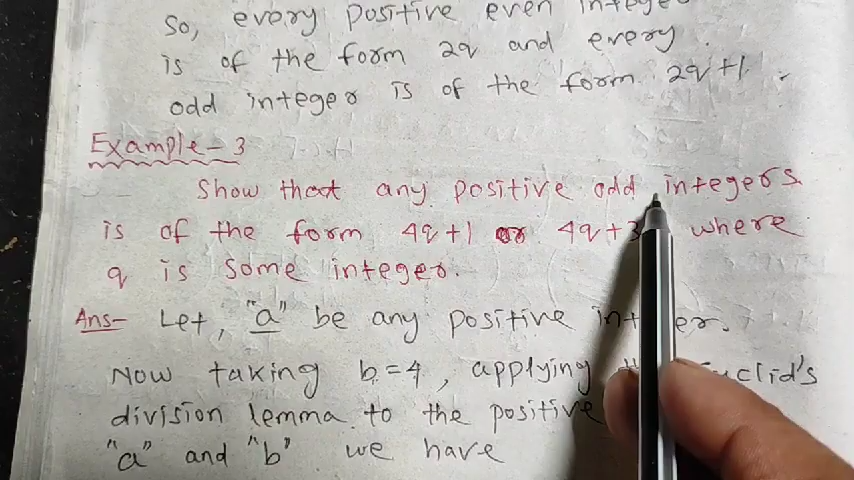 So, every positive even
is of the form 2q and every
odd integer is of the form 2q+1.
Example-3
Show that any positive odd integers
is of the form 4q+1 or 4q+3 where
q is some integer.
Ans- Let, "a" be any positive
Now taking b=4, applying
division lemma to the positive
"a" and "b" we have